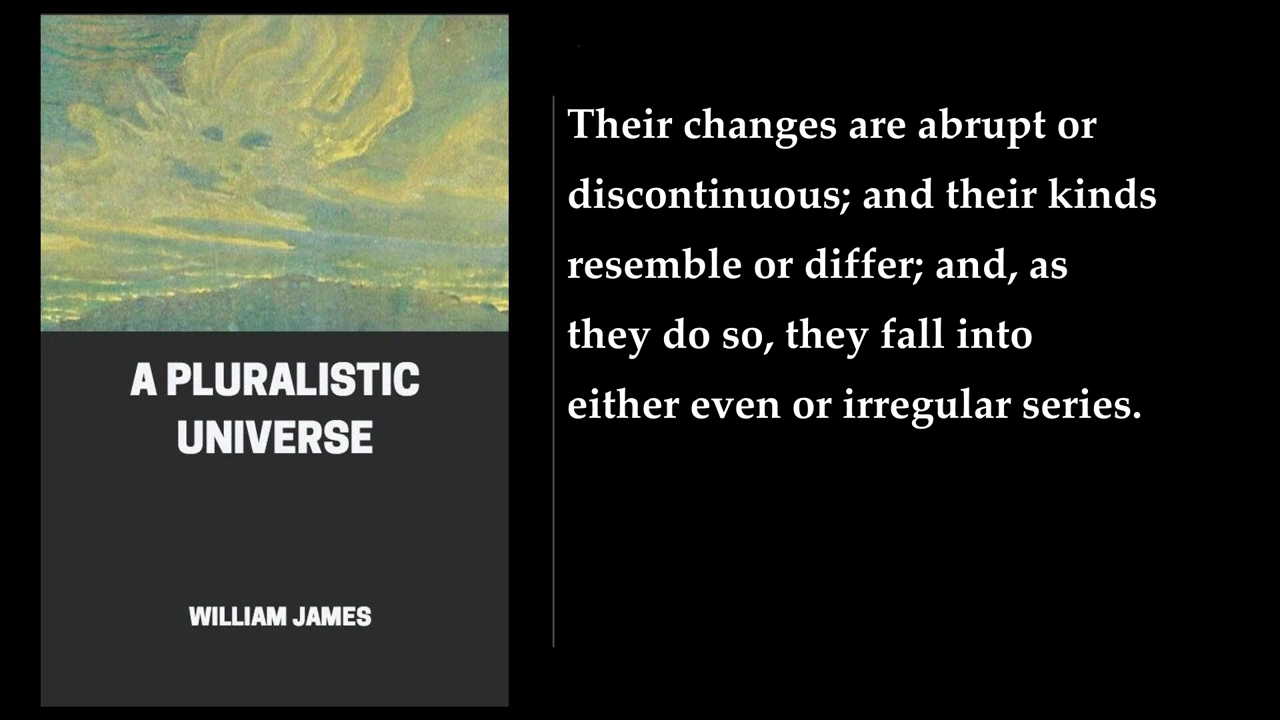 A PLURALISTIC
UNIVERSE
WILLIAM JAMES
Their changes are abrupt or
discontinuous; and their kinds
resemble or differ; and, as
they do so, they fall into
either even or irregular series.